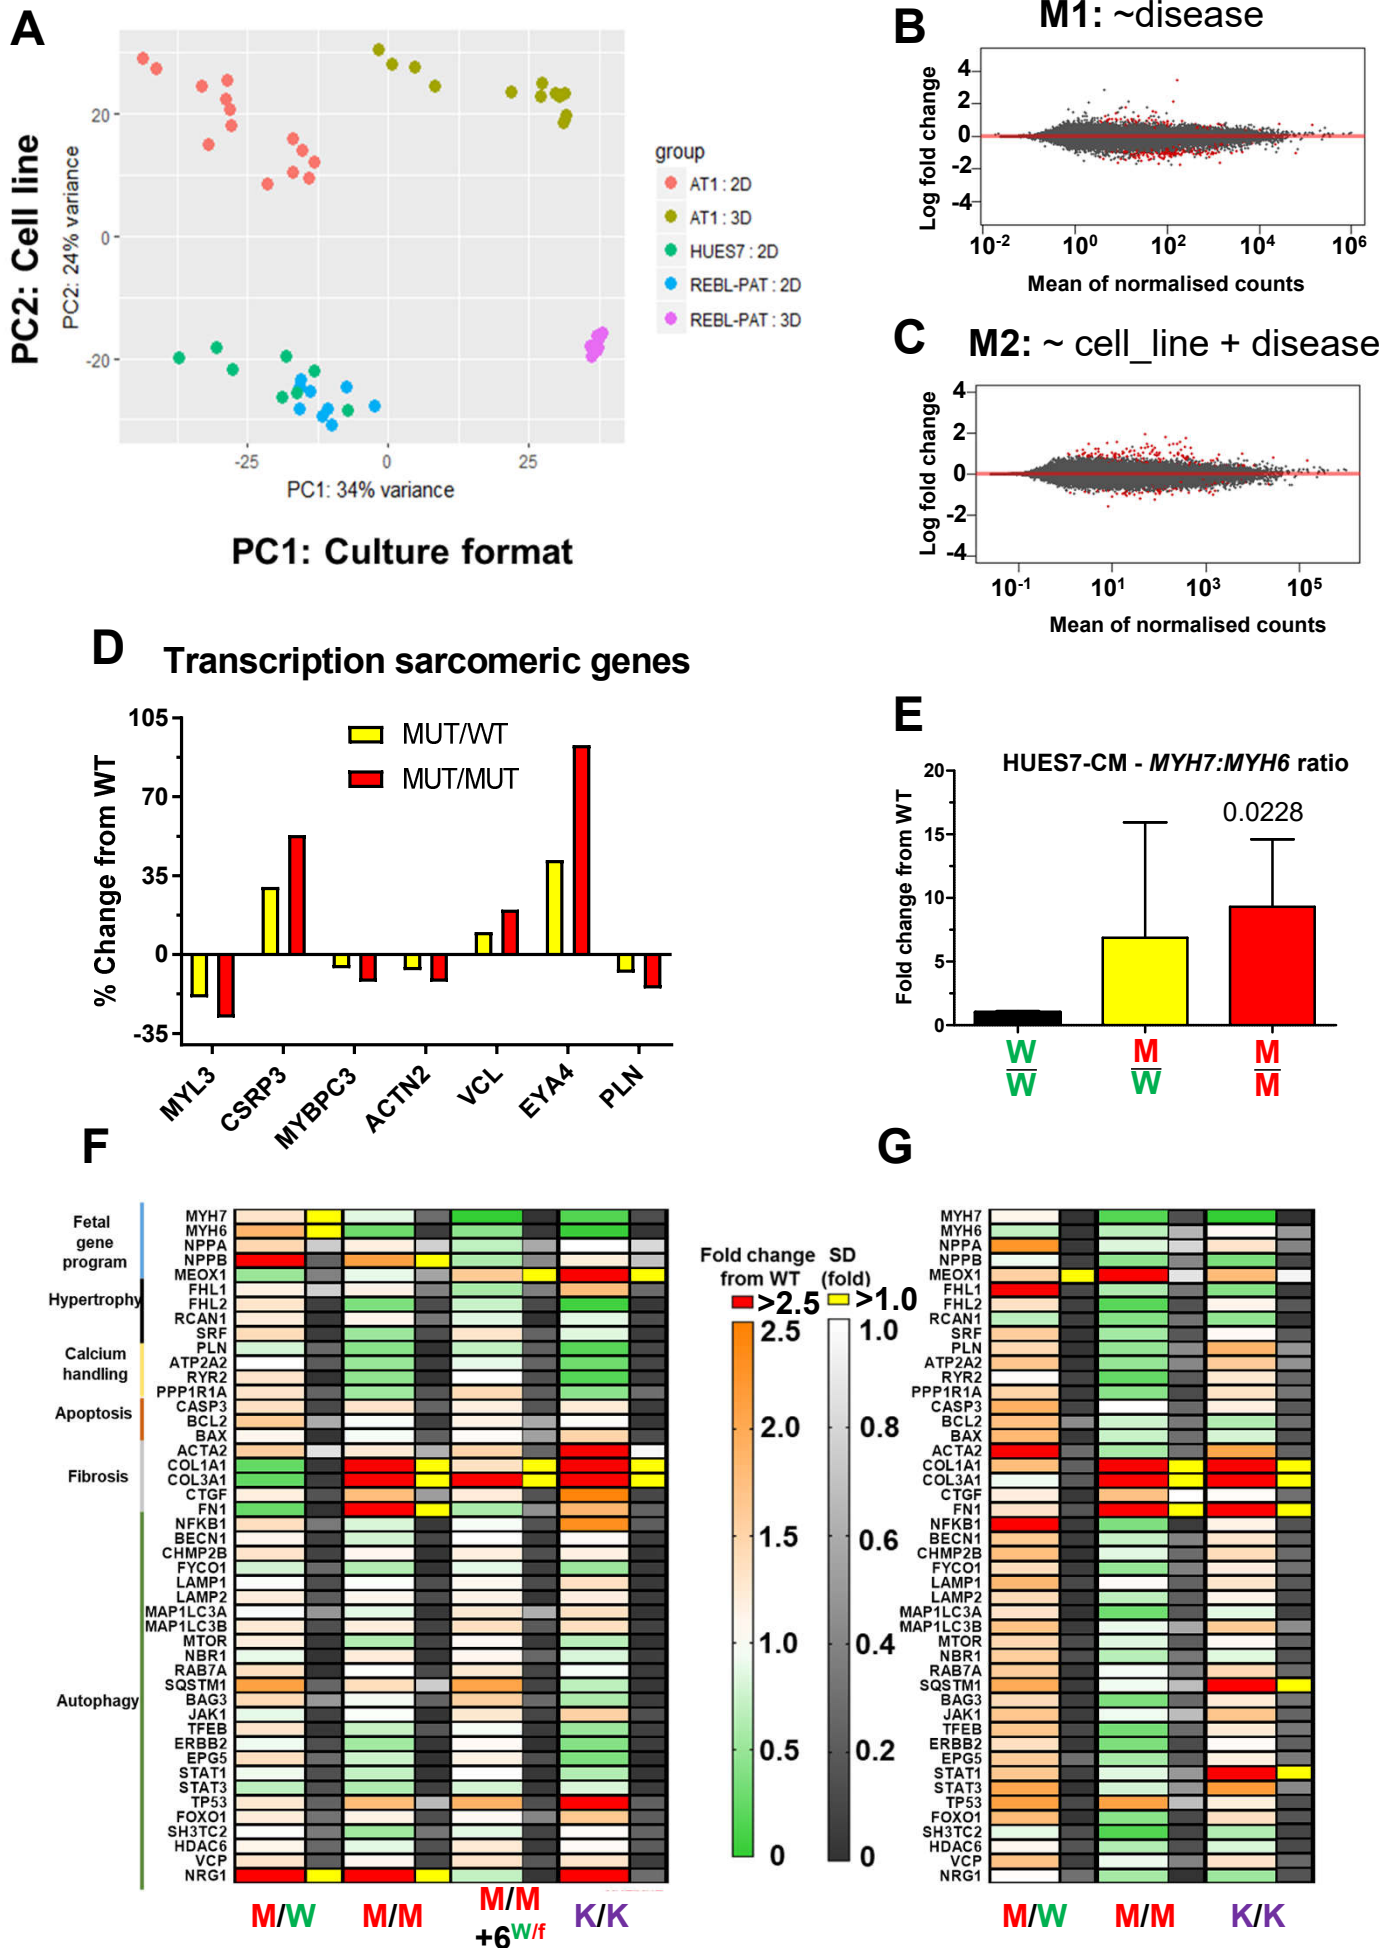 A
PC2: Cell line
PC2: 24% variance
20
0
-20
-25
0
25
PC1: 34% variance
PC1: Culture format
group
AT1 : 2D
AT1 : 3D
HUES7 : 2D
REBL-PAT : 2D
REBL-PAT : 3D
B
M1: ~disease
Log fold change
4
2
0
-2
-4
10-2
100
102
104
106
Mean of normalised counts
C
M2: ~ cell_line + disease
Log fold change
4
2
0
-2
-4
10-1
101
103
105
Mean of normalised counts
D
Transcription sarcomeric genes
% Change from WT
105
70
35
0
-35
MUT/WT
MUT/MUT
MYL3
CSRP3
MYBPC3
ACTN2
VCL
EYA4
PLN
E
HUES7-CM - MYH7:MYH6 ratio
Fold change from WT
20
15
10
5
0
0.0228
W
W
M
W
M
M
F
Fetal
gene
program
Hypertrophy
Calcium
handling
Apoptosis
Fibrosis
Autophagy
MYH7
MYH6
NPPA
NPPB
MEOX1
FHL1
FHL2
RCAN1
SRF
PLN
ATP2A2
RYR2
PPP1R1A
CASP3
BCL2
BAX
ACTA2
COL1A1
COL3A1
CTGF
FN1
NFKB1
BECN1
CHMP2B
FYCO1
LAMP1
LAMP2
MAP1LC3A
MAP1LC3B
MTOR
NBR1
RAB7A
SQSTM1
BAG3
JAK1
TFEB
ERBB2
EPG5
STAT1
STAT3
TP53
FOXO1
SH3TC2
HDAC6
VCP
NRG1
M/W
M/M
M/M
+6W/f
K/K
Fold change
from WT
>2.5
2.5
2.0
1.5
1.0
0.5
0
SD
(fold)
>1.0
1.0
0.8
0.6
0.4
0.2
0
G
MYH7
MYH6
NPPA
NPPB
MEOX1
FHL1
FHL2
RCAN1
SRF
PLN
ATP2A2
RYR2
PPP1R1A
CASP3
BCL2
BAX
ACTA2
COL1A1
COL3A1
CTGF
FN1
NFKB1
BECN1
CHMP2B
FYCO1
LAMP1
LAMP2
MAP1LC3A
MAP1LC3B
MTOR
NBR1
RAB7A
SQSTM1
BAG3
JAK1
TFEB
ERBB2
EPG5
STAT1
STAT3
TP53
FOXO1
SH3TC2
HDAC6
VCP
NRG1
M/W
M/M
K/K